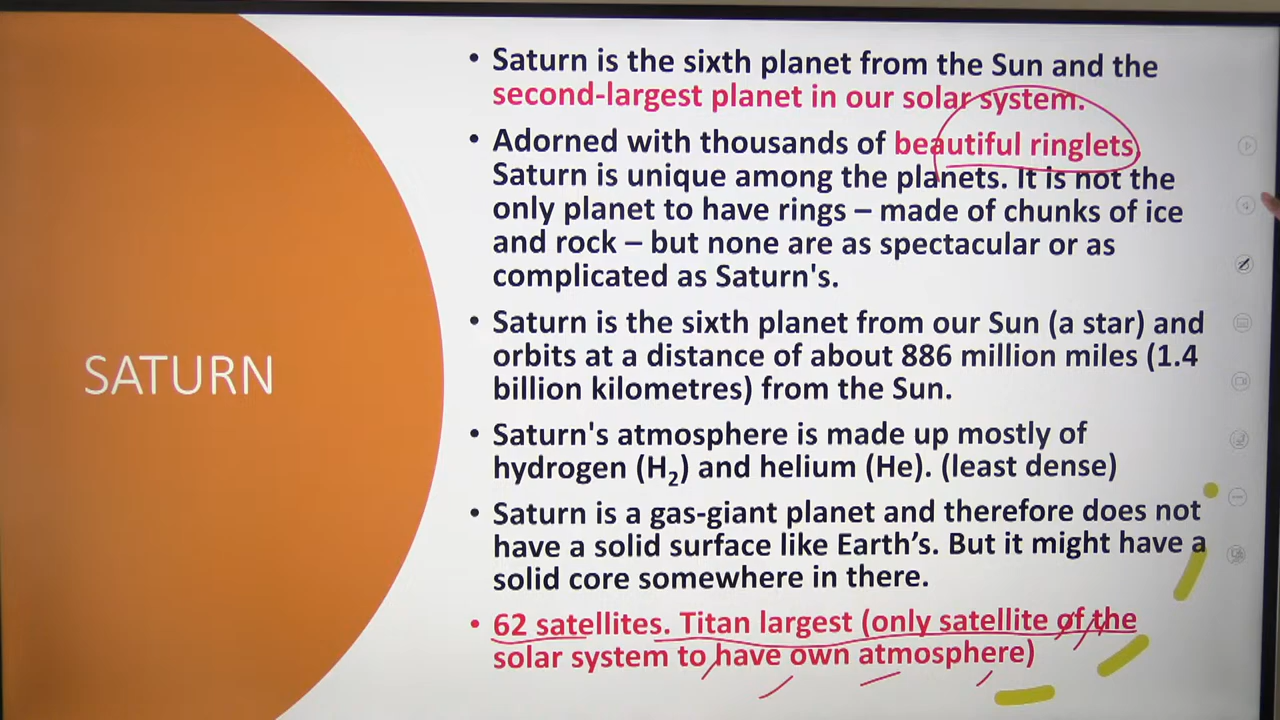 SATURN
• Saturn is the sixth planet from the Sun and the
second-largest planet in our solar system.
• Adorned with thousands of beautiful ringlets,
Saturn is unique among the planets. It is not the
only planet to have rings – made of chunks of ice
and rock – but none are as spectacular or as
complicated as Saturn's.
• Saturn is the sixth planet from our Sun (a star) and
orbits at a distance of about 886 million miles (1.4
billion kilometres) from the Sun.
• Saturn's atmosphere is made up mostly of
hydrogen (H₂) and helium (He). (least dense)
• Saturn is a gas-giant planet and therefore does not
have a solid surface like Earth’s. But it might have a
solid core somewhere in there.
• 62 satellites. Titan largest (only satellite of the
solar system to have own atmosphere)